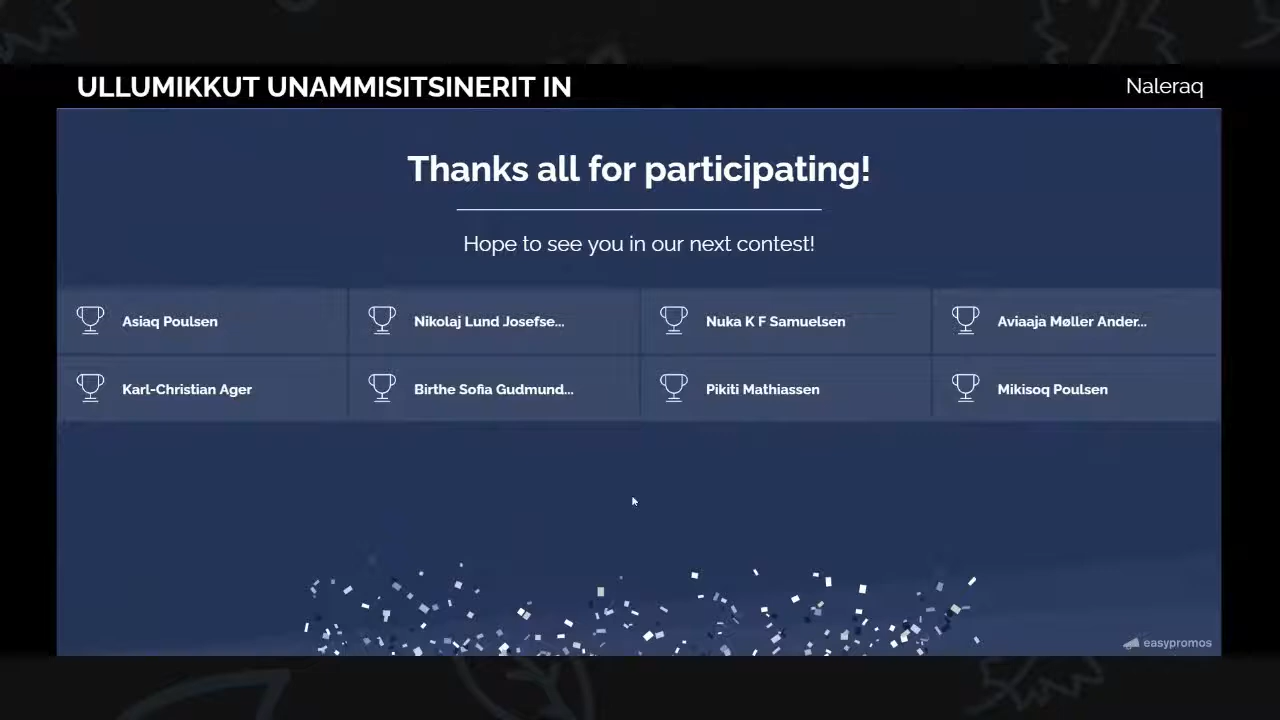 ULLUMIKKUT UNAMMISITSINERIT IN
Naleraq
Thanks all for participating!
Hope to see you in our next contest!
Asiaq Poulsen
Nikolaj Lund Josefse...
Nuka K F Samuelsen
Aviaaja Møller Ander...
Karl-Christian Ager
Birthe Sofia Gudmund...
Pikiti Mathiassen
Mikisoq Poulsen
easypromos